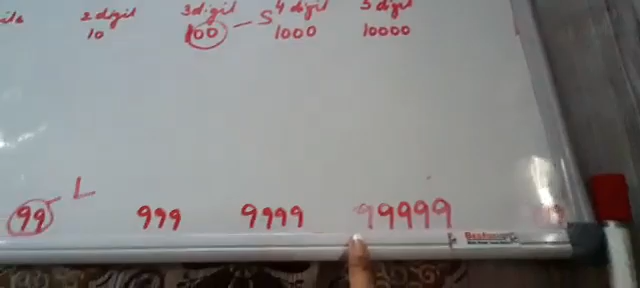 2 digit 3 digit 4 digit 5 digit
10 100 - S 1000 10000
99 - L 999 9999 99999